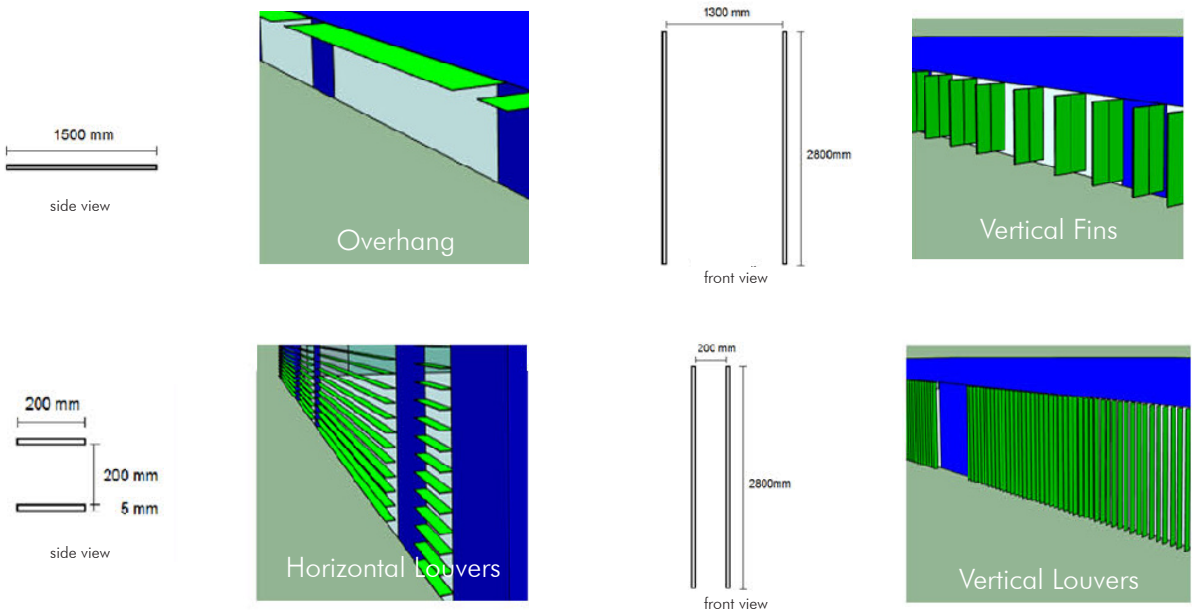 1500 mm
side view
Overhang
1300 mm
2800mm
front view
Vertical Fins
200 mm
200 mm
5 mm
side view
Horizontal Louvers
200 mm
2800mm
front view
Vertical Louvers